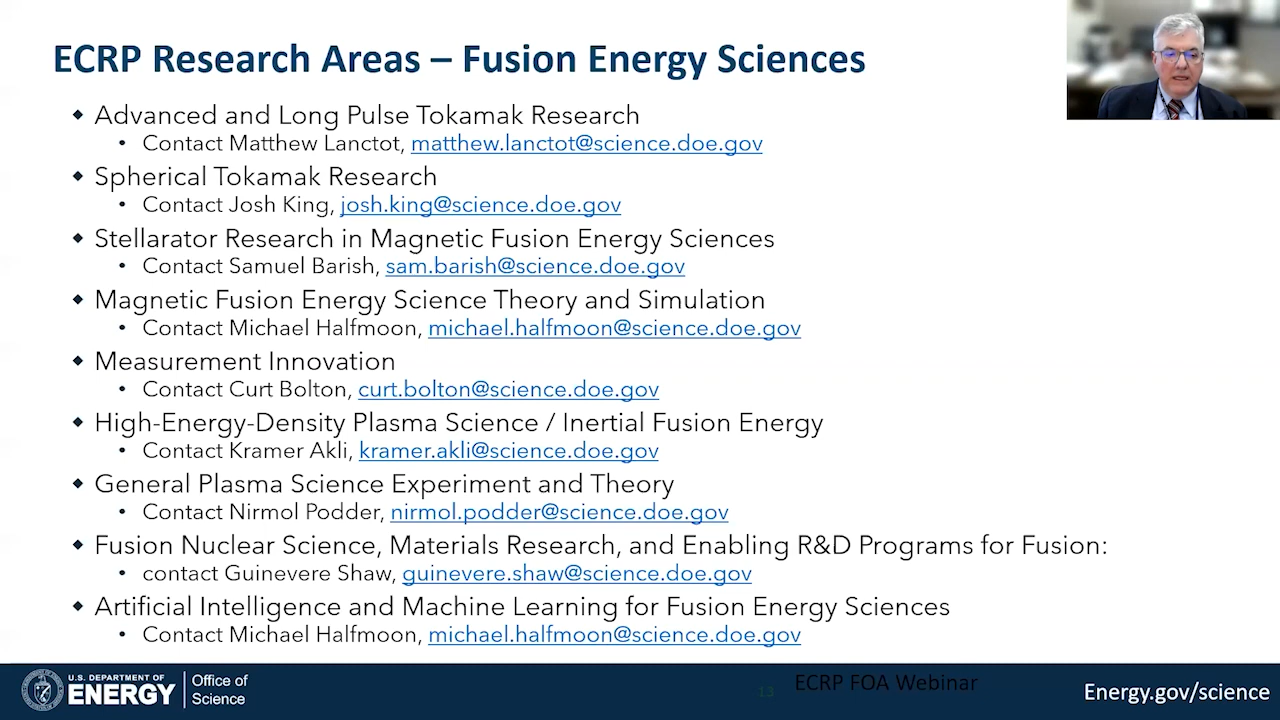 ECRP Research Areas – Fusion Energy Sciences
Advanced and Long Pulse Tokamak Research
Contact Matthew Lanctot, matthew.lanctot@science.doe.gov
Spherical Tokamak Research
Contact Josh King, josh.king@science.doe.gov
Stellarator Research in Magnetic Fusion Energy Sciences
Contact Samuel Barish, sam.barish@science.doe.gov
Magnetic Fusion Energy Science Theory and Simulation
Contact Michael Halfmoon, michael.halfmoon@science.doe.gov
Measurement Innovation
Contact Curt Bolton, curt.bolton@science.doe.gov
High-Energy-Density Plasma Science / Inertial Fusion Energy
Contact Kramer Akli, kramer.akli@science.doe.gov
General Plasma Science Experiment and Theory
Contact Nirmol Podder, nirmol.podder@science.doe.gov
Fusion Nuclear Science, Materials Research, and Enabling R&D Programs for Fusion:
contact Guinevere Shaw, guinevere.shaw@science.doe.gov
Artificial Intelligence and Machine Learning for Fusion Energy Sciences
Contact Michael Halfmoon, michael.halfmoon@science.doe.gov
U.S. DEPARTMENT OF
ENERGY
Office of
Science
13
ECRP FOA Webinar
Energy.gov/science